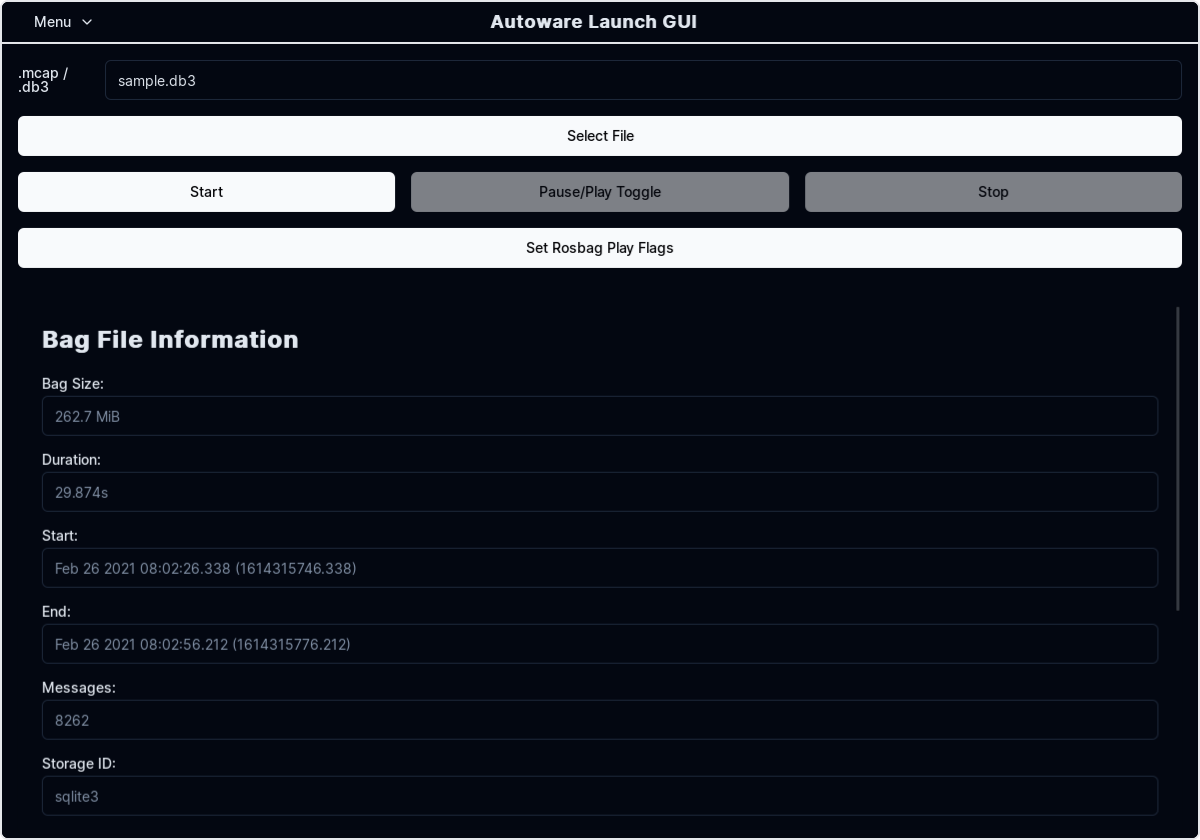 Menu
Autoware Launch GUI
.mcap /
.db3
sample.db3
Select File
Start
Pause/Play Toggle
Stop
Set Rosbag Play Flags
Bag File Information
Bag Size:
262.7 MiB
Duration:
29.874s
Start:
Feb 26 2021 08:02:26.338 (1614315746.338)
End:
Feb 26 2021 08:02:56.212 (1614315776.212)
Messages:
8262
Storage ID:
sqlite3